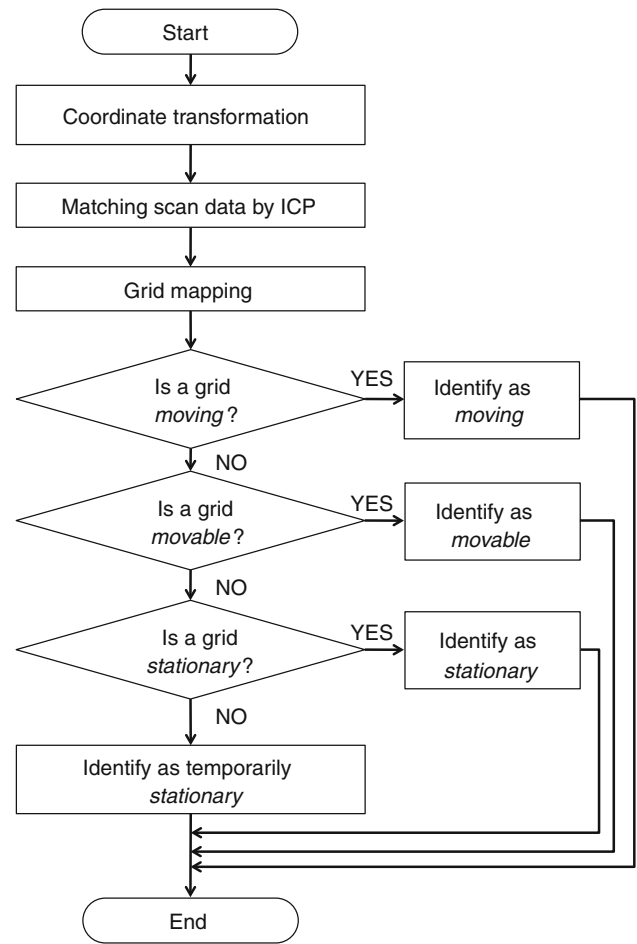 Start
Coordinate transformation
Matching scan data by ICP
Grid mapping
Is a grid
moving?
YES
Identify as
moving
NO
Is a grid
movable?
YES
Identify as
movable
NO
Is a grid
stationary?
YES
Identify as
stationary
NO
Identify as temporarily
stationary
End